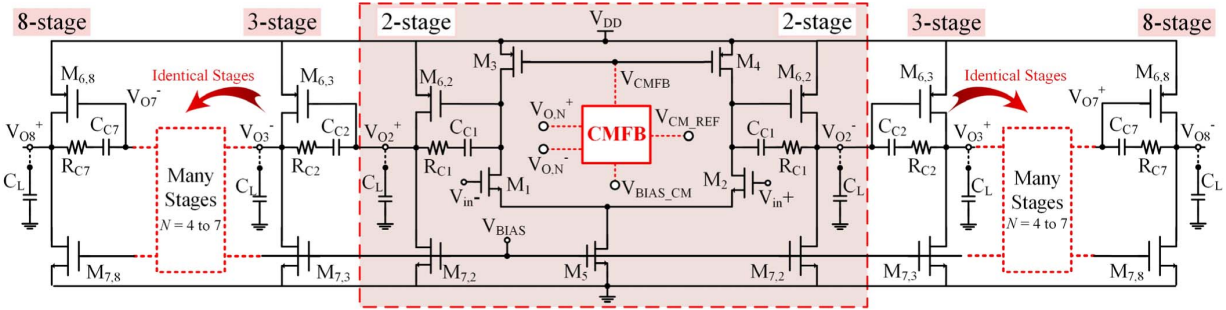 8-stage
3-stage
2-stage
V_DD
2-stage
3-stage
8-stage
M_6,8
V_O7^-
Identical Stages
M_6,3
M_6,2
M_3
V_CMFB
M_4
M_6,2
M_6,3
Identical Stages
V_O7^+
M_6,8
V_O8^+
C_C7
R_C7
V_O3^-
C_C2
R_C2
V_O2^+
C_C1
R_C1
V_O,N^+
V_O,N^-
CMFB
V_CM_REF
V_BIAS_CM
C_C1
R_C1
V_O2^-
C_C2
R_C2
V_O3^+
C_C7
R_C7
V_O8^-
C_L
Many
Stages
N = 4 to 7
C_L
C_L
V_in^-
M_1
M_2
V_in+
C_L
C_L
Many
Stages
N = 4 to 7
C_L
V_BIAS
M_7,8
M_7,3
M_7,2
M_5
M_7,2
M_7,3
M_7,8